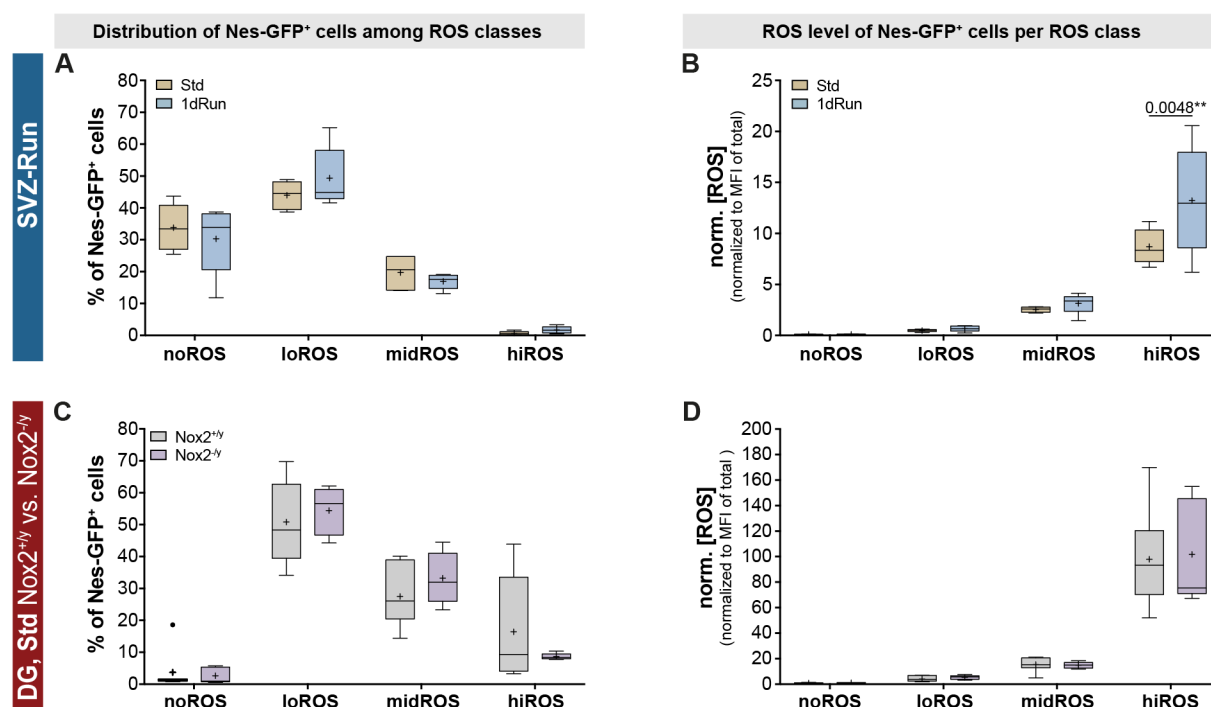 Distribution of Nes-GFP⁺ cells among ROS classes
ROS level of Nes-GFP⁺ cells per ROS class
SVZ-Run
A
% of Nes-GFP⁺ cells
80
70
60
50
40
30
20
10
0
Std
1dRun
noROS loROS midROS hiROS
B
norm. [ROS]
(normalized to MFI of total)
25
20
15
10
5
0
Std
1dRun
0.0048**
noROS loROS midROS hiROS
DG, Std Nox2⁺/ʸ vs. Nox2⁻/ʸ
C
% of Nes-GFP⁺ cells
80
70
60
50
40
30
20
10
0
Nox2⁺/ʸ
Nox2⁻/ʸ
noROS loROS midROS hiROS
D
norm. [ROS]
(normalized to MFI of total )
200
180
160
140
120
100
80
60
40
20
0
noROS loROS midROS hiROS